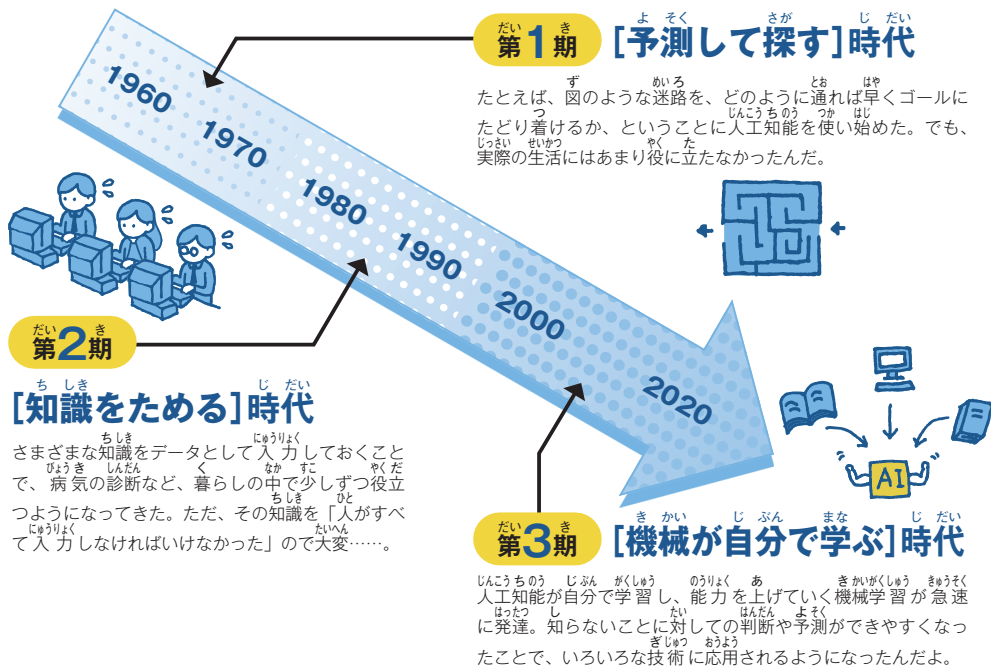 第1期
[予測して探す]時代
たとえば、図のような迷路を、どのように通れば早くゴールに
たどり着けるか、ということに人工知能を使い始めた。でも、
実際の生活にはあまり役に立たなかったんだ。
1960
1970
1980
1990
2000
2020
第2期
[知識をためる]時代
さまざまな知識をデータとして入力しておくこと
で、病気の診断など、暮らしの中で少しずつ役立
つようになってきた。ただ、その知識を「人がすべ
て入力しなければいけなかった」ので大変……。
AI
第3期
[機械が自分で学ぶ]時代
人工知能が自分で学習し、能力を上げていく機械学習が急速
に発達。知らないことに対しての判断や予測ができやすくなっ
たことで、いろいろな技術に応用されるようになったんだよ。